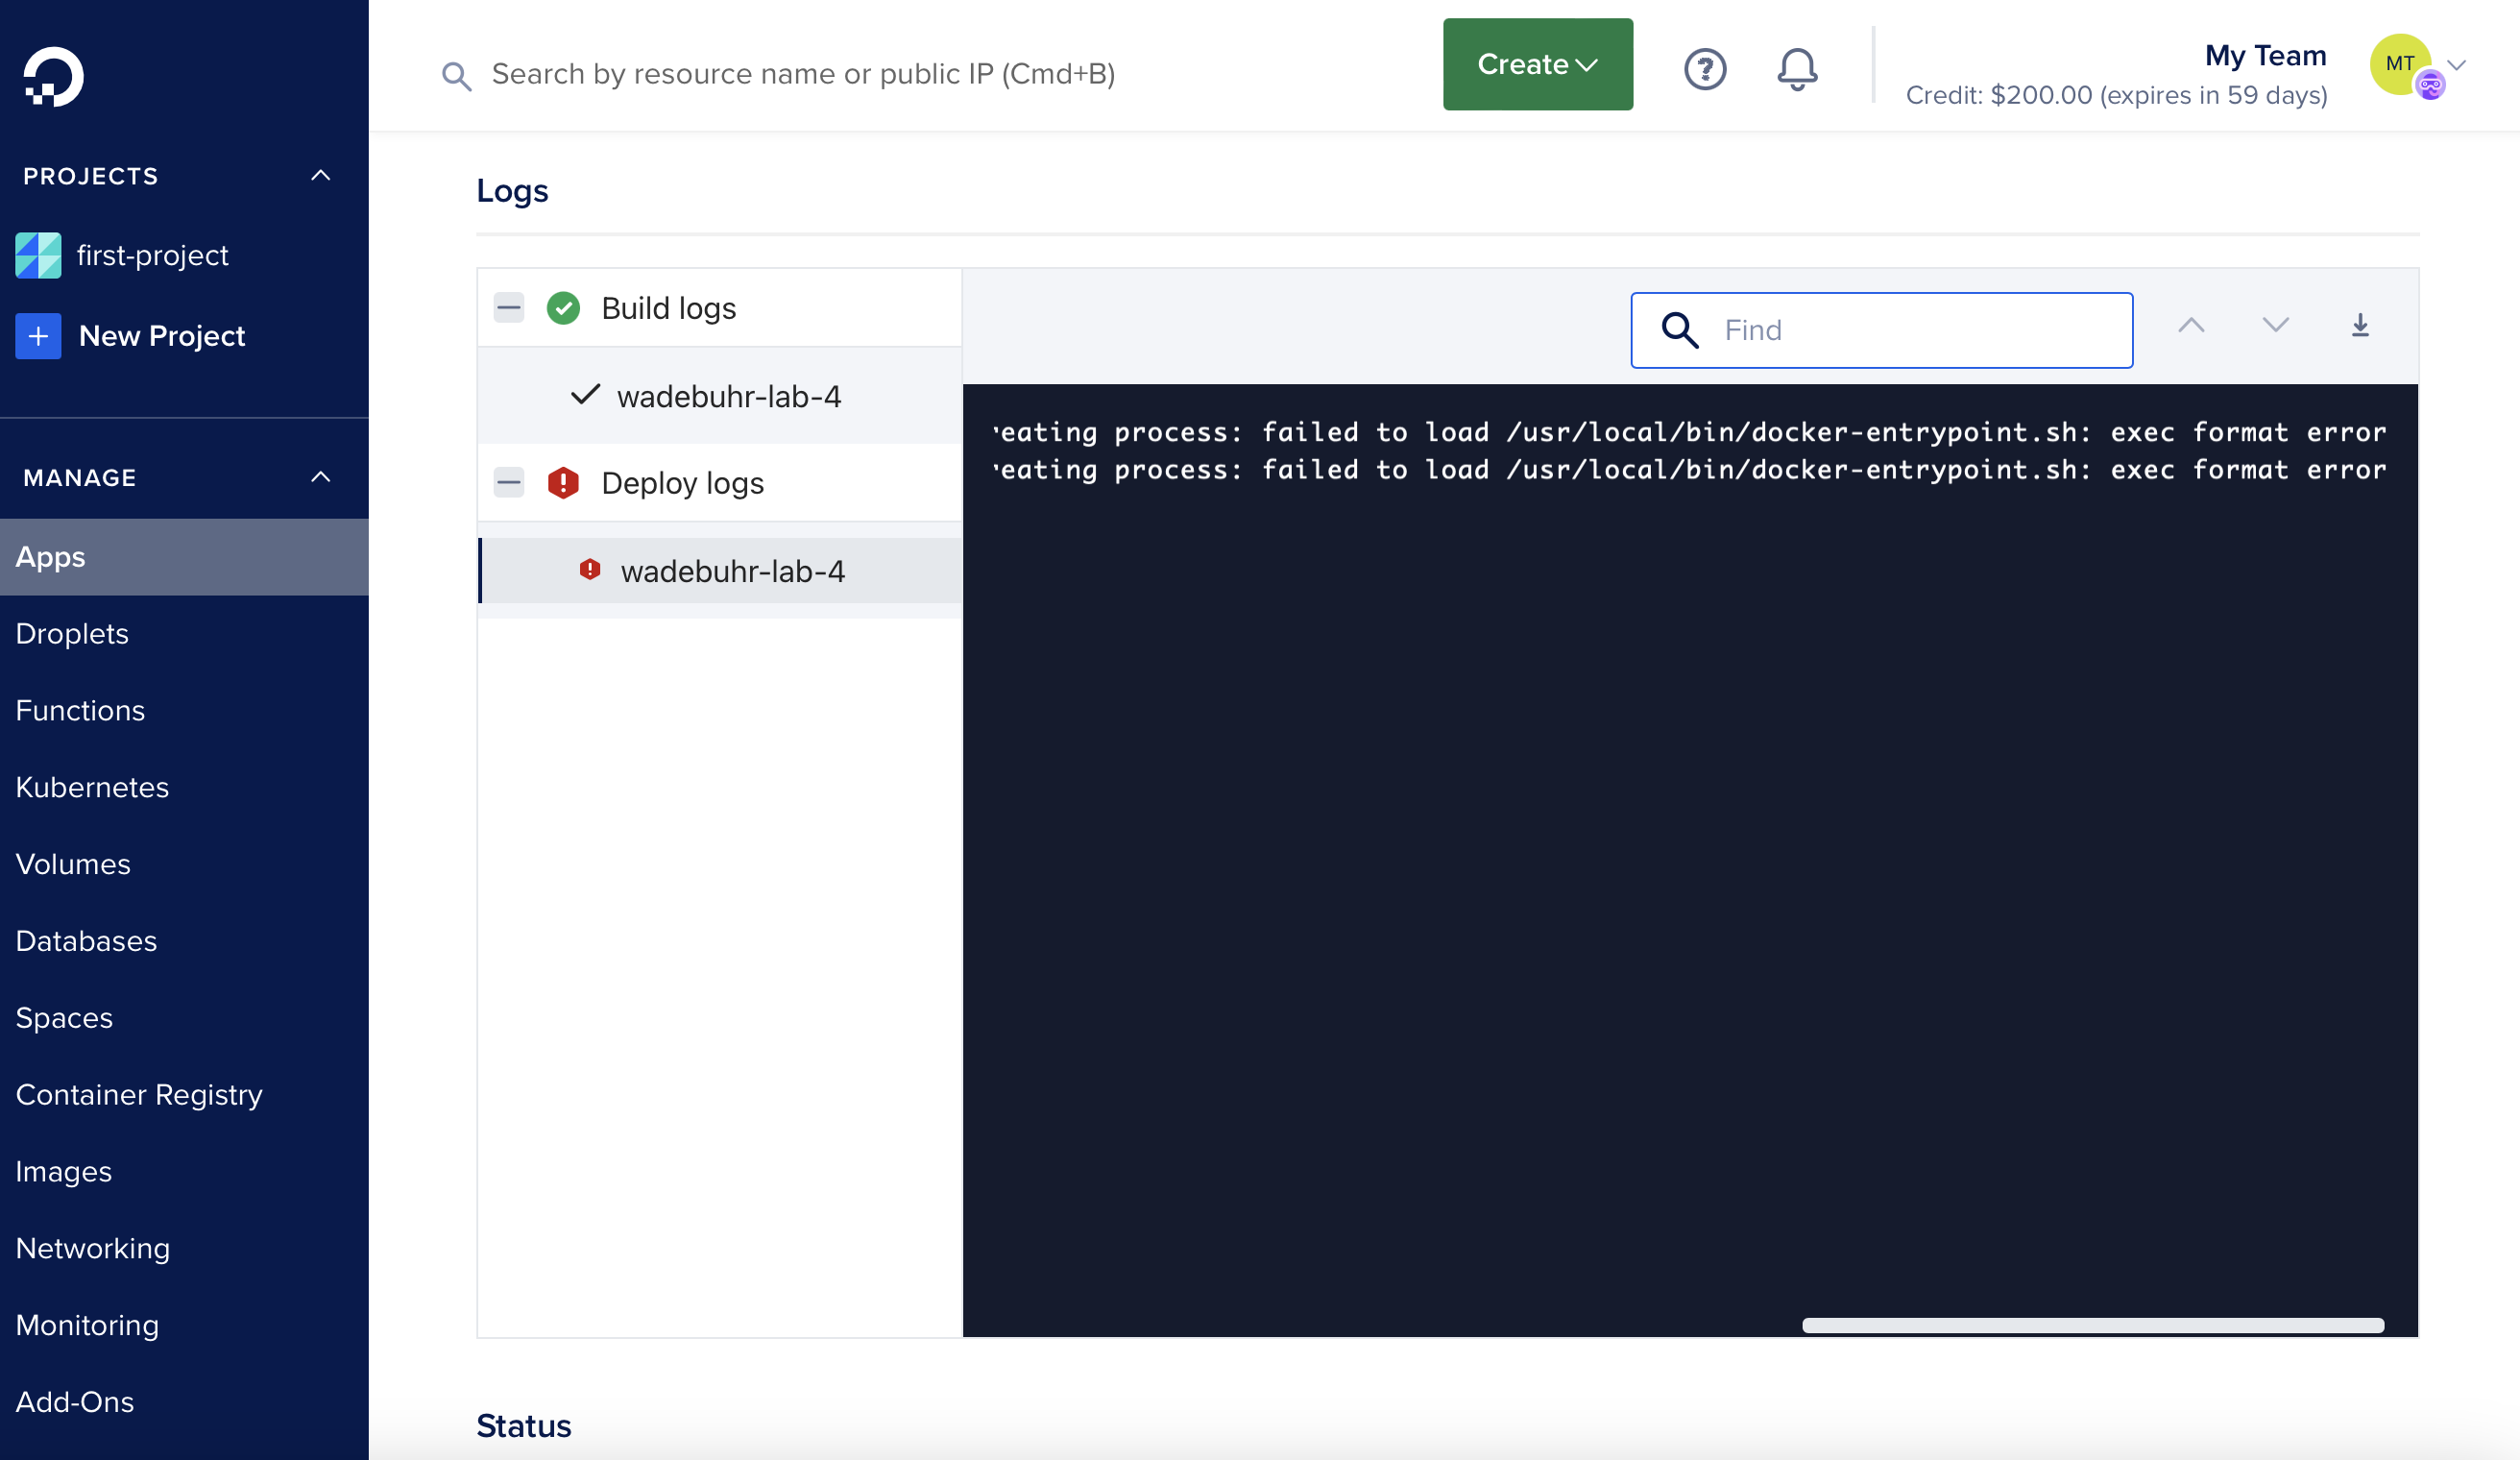 Search by resource name or public IP (Cmd+B)
Create
My Team
Credit: $200.00 (expires in 59 days)
MT
PROJECTS
first-project
New Project
MANAGE
Apps
Droplets
Functions
Kubernetes
Volumes
Databases
Spaces
Container Registry
Images
Networking
Monitoring
Add-Ons
Logs
Build logs
wadebuhr-lab-4
Deploy logs
wadebuhr-lab-4
Find
eating process: failed to load /usr/local/bin/docker-entrypoint.sh: exec format error
eating process: failed to load /usr/local/bin/docker-entrypoint.sh: exec format error
Status